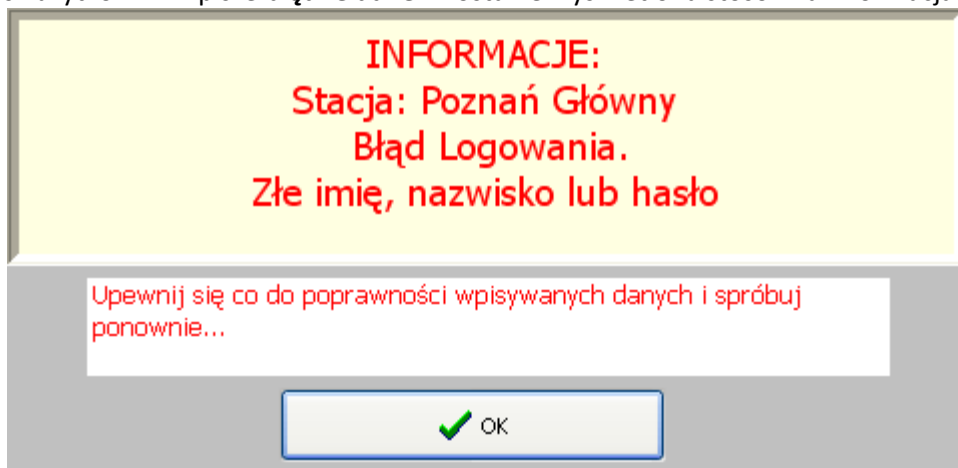 INFORMACJE:
Stacja: Poznań Główny
Błąd Logowania.
Złe imię, nazwisko lub hasło
Upewnij się co do poprawności wpisywanych danych i spróbuj
ponownie...
OK